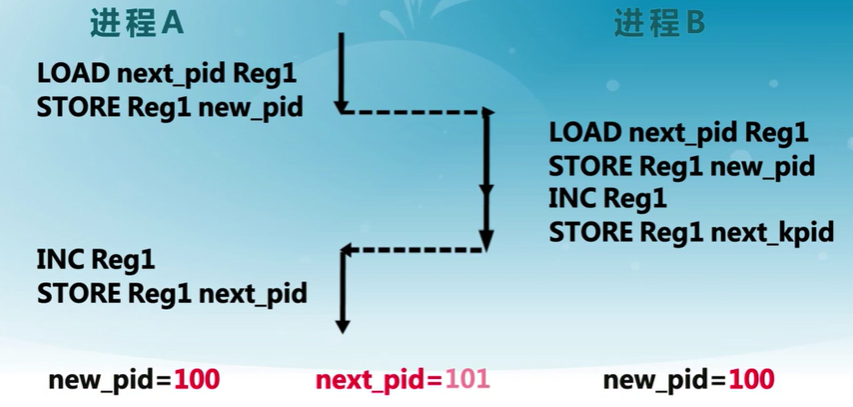 进程A
进程B
LOAD next_pid Reg1
STORE Reg1 new_pid
LOAD next_pid Reg1
STORE Reg1 new_pid
INC Reg1
STORE Reg1 next_kpid
INC Reg1
STORE Reg1 next_pid
new_pid=100
next_pid=101
new_pid=100